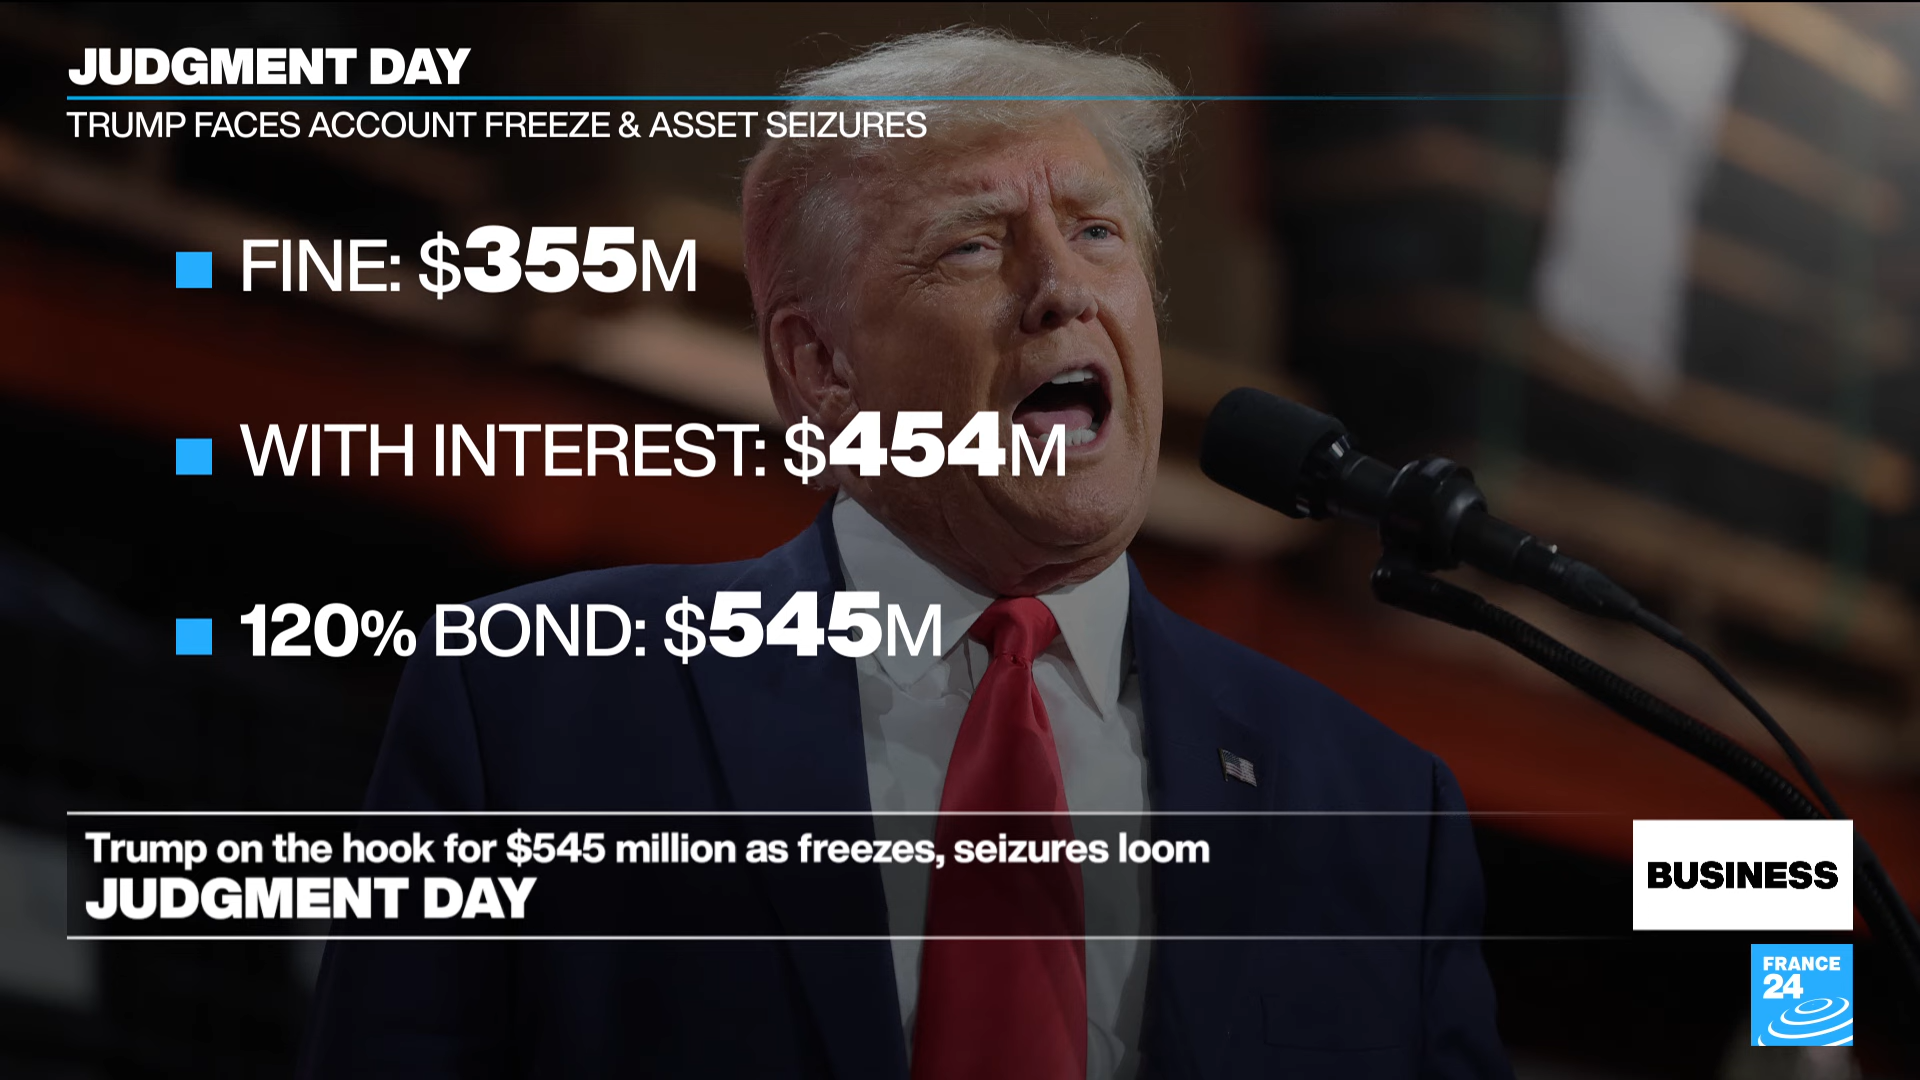 JUDGMENT DAY
TRUMP FACES ACCOUNT FREEZE & ASSET SEIZURES
FINE: $355M
WITH INTEREST: $454M
120% BOND: $545M
Trump on the hook for $545 million as freezes, seizures loom
JUDGMENT DAY
BUSINESS
FRANCE
24